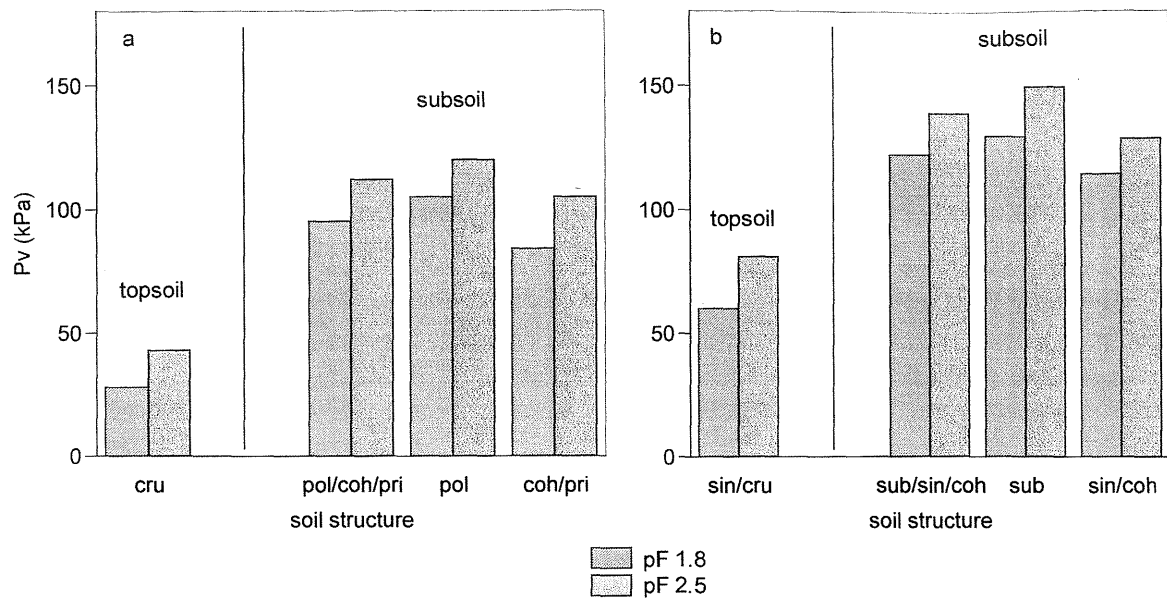 a
b
150
100
50
0
Pv (kPa)
topsoil
subsoil
cru
pol/coh/pri
pol
coh/pri
soil structure
150
100
50
0
topsoil
subsoil
sin/cru
sub/sin/coh
sub
sin/coh
soil structure
pF 1.8
pF 2.5